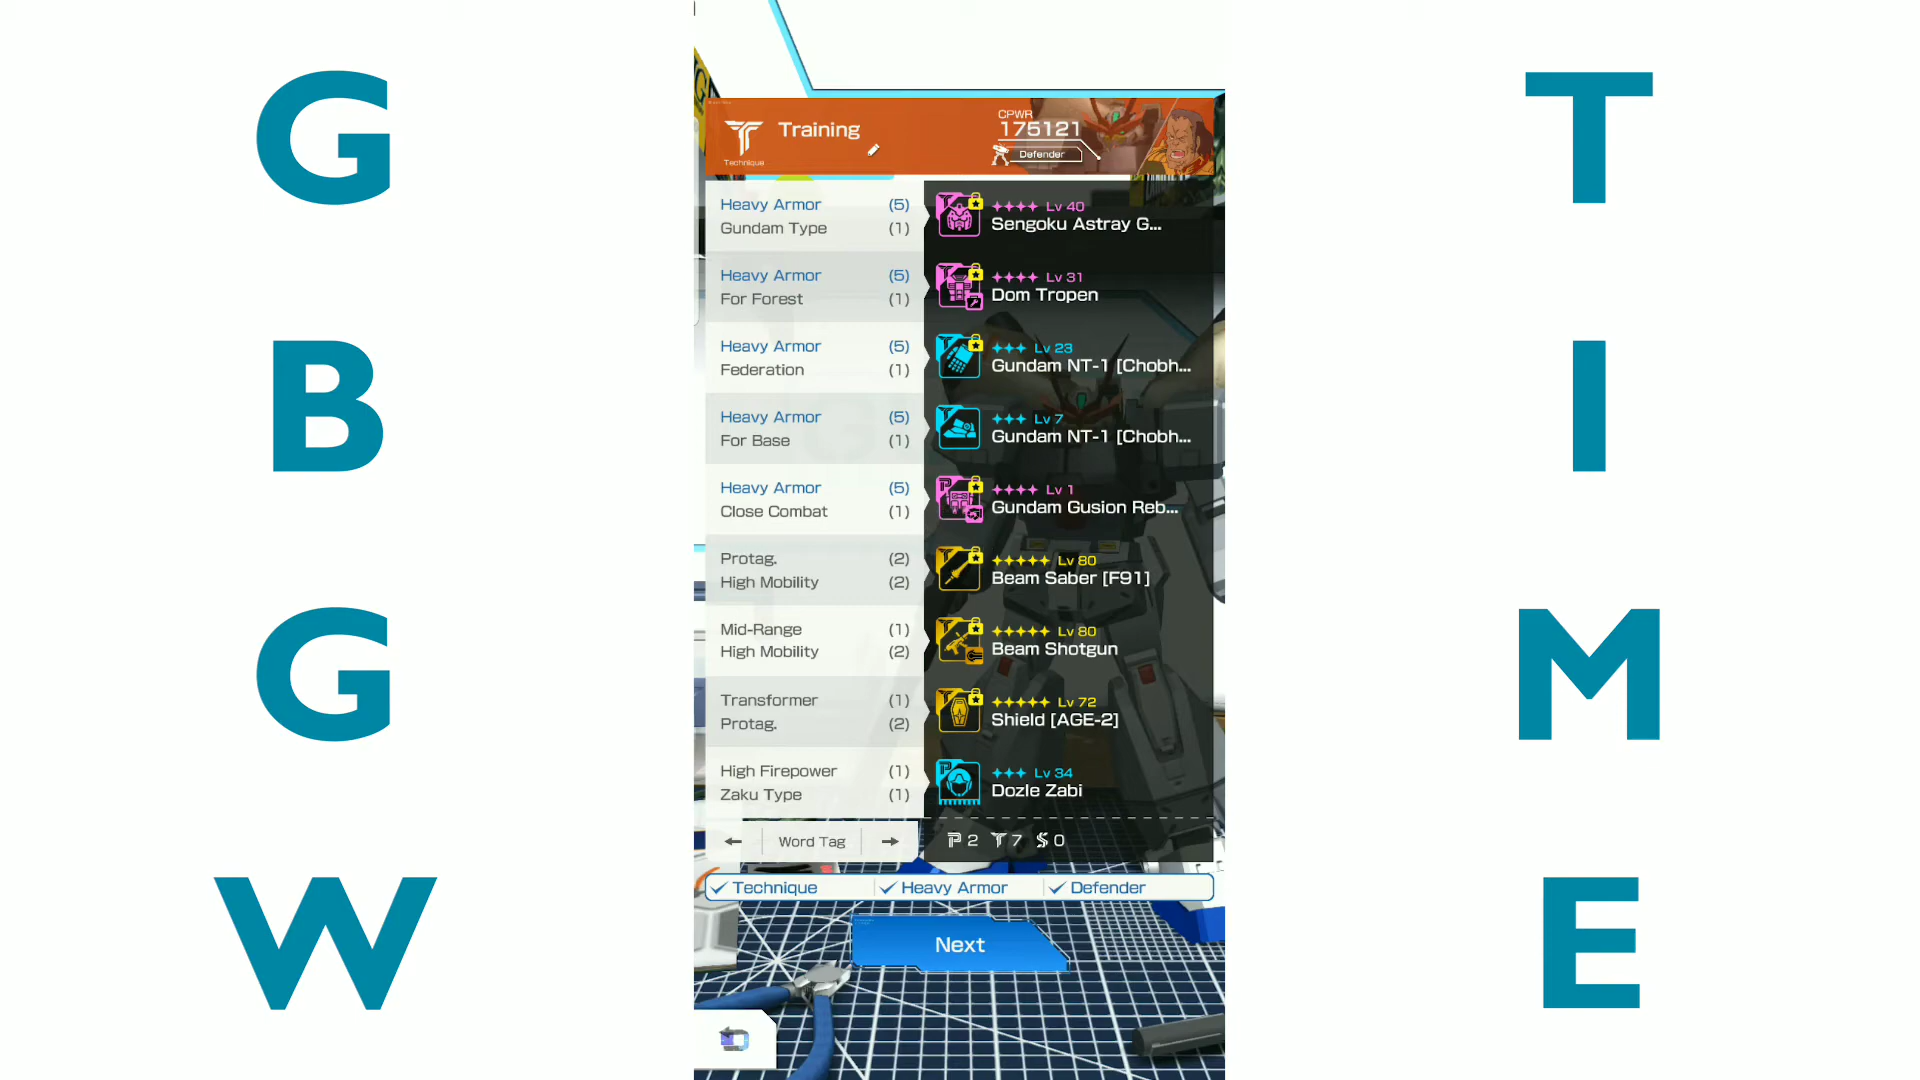 G
B
G
W
T
I
M
E
Technique
Training
CPWR
175121
Defender
Heavy Armor (5)
Gundam Type (1)
✦✦✦✦ Lv 40
Sengoku Astray G...
Heavy Armor (5)
For Forest (1)
✦✦✦✦ Lv 31
Dom Tropen
Heavy Armor (5)
Federation (1)
✦✦✦ Lv 23
Gundam NT-1 [Chobh...
Heavy Armor (5)
For Base (1)
✦✦✦ Lv 7
Gundam NT-1 [Chobh...
Heavy Armor (5)
Close Combat (1)
✦✦✦✦ Lv 1
Gundam Gusion Reb...
Protag. (2)
High Mobility (2)
✦✦✦✦✦ Lv 80
Beam Saber [F91]
Mid-Range (1)
High Mobility (2)
✦✦✦✦✦ Lv 80
Beam Shotgun
Transformer (1)
Protag. (2)
✦✦✦✦✦ Lv 72
Shield [AGE-2]
High Firepower (1)
Zaku Type (1)
✦✦✦ Lv 34
Dozle Zabi
← Word Tag →
P 2 T 7 S 0
Technique Heavy Armor Defender
Next